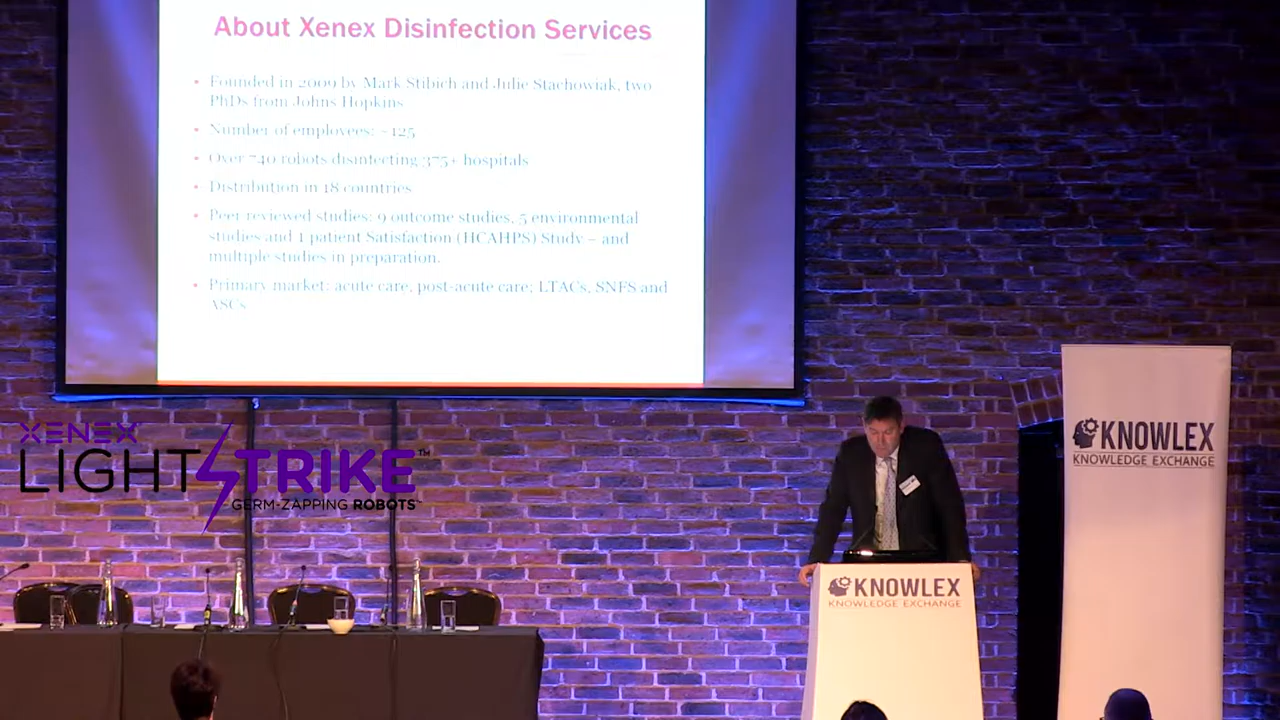 About Xenex Disinfection Services
• Founded in 2009 by Mark Stibich and Julie Stachowiak, two
PhDs from Johns Hopkins
• Number of employees: ~125
• Over 740 robots disinfecting 375+ hospitals
• Distribution in 18 countries
• Peer reviewed studies: 9 outcome studies, 5 environmental
studies and 1 patient Satisfaction (HCAHPS) Study – and
multiple studies in preparation.
• Primary market: acute care, post-acute care; LTACs, SNFS and
ASCs
XENEX
LIGHTSTRIKE™
GERM-ZAPPING ROBOTS™
KNOWLEX
KNOWLEDGE EXCHANGE
KNOWLEX
KNOWLEDGE EXCHANGE